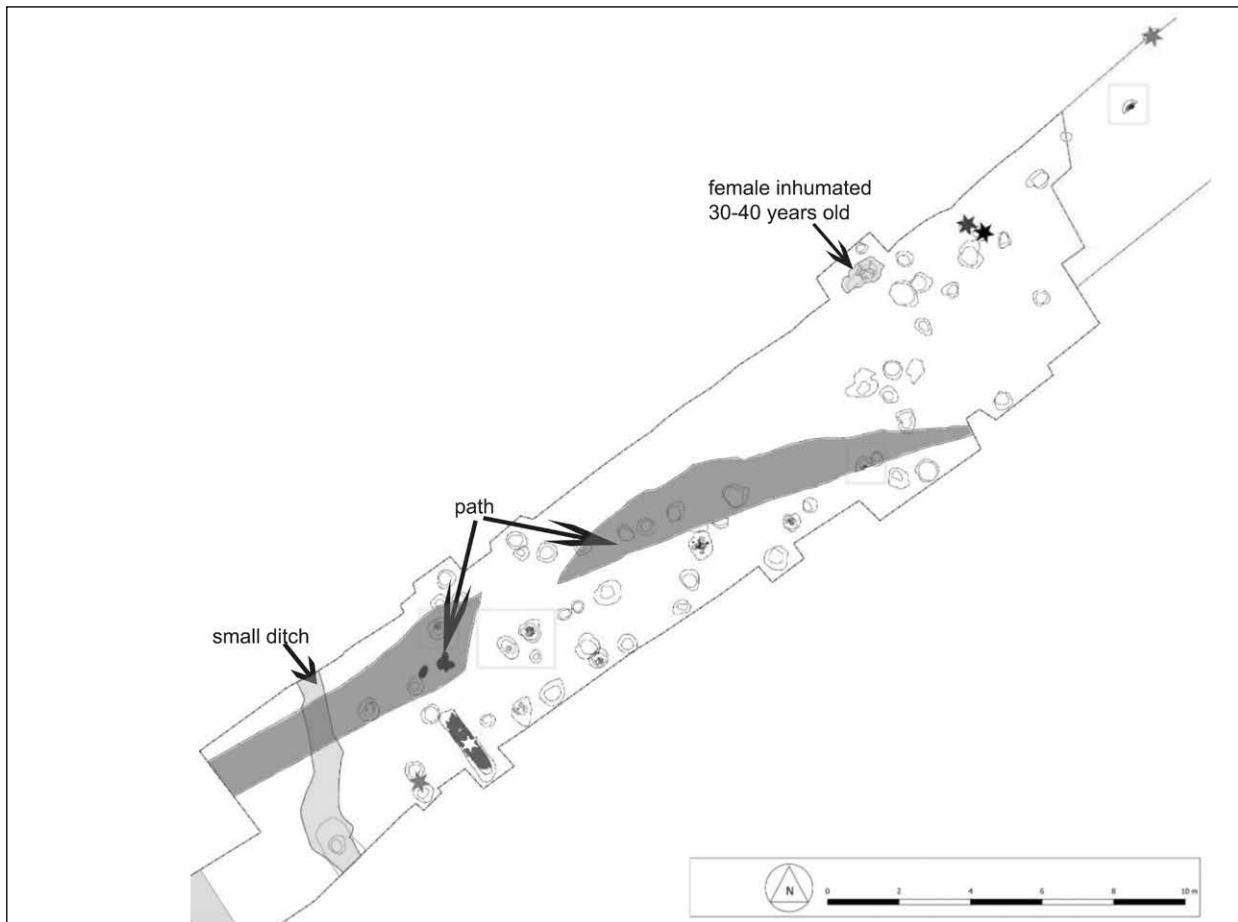 female inhumated
30-40 years old
path
small ditch
N
0 2 4 6 8 10 m